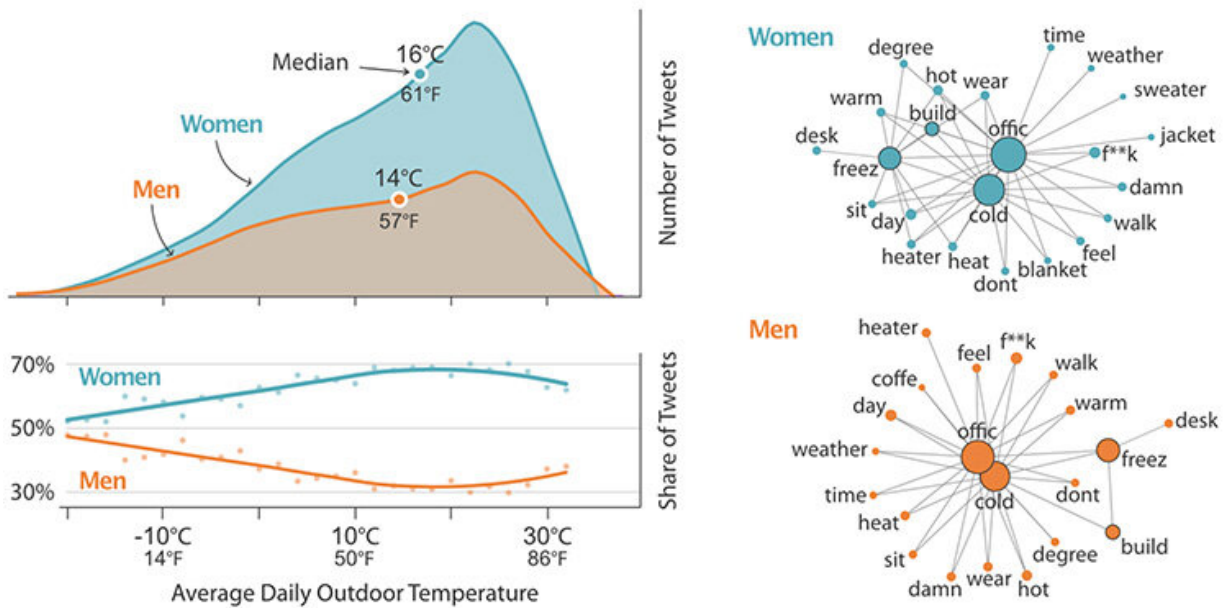 Median
16°C
61°F
Women
Men
14°C
57°F
Number of Tweets
70%
50%
30%
Women
Men
Share of Tweets
-10°C
14°F
10°C
50°F
30°C
86°F
Average Daily Outdoor Temperature
Women
time
degree
weather
hot
wear
sweater
warm
build
offic
jacket
desk
f**k
freez
damn
sit
day
cold
walk
heater
heat
feel
blanket
dont
Men
heater
f**k
feel
walk
coffe
day
warm
desk
offic
weather
freez
time
cold
dont
heat
build
sit
degree
damn
wear
hot